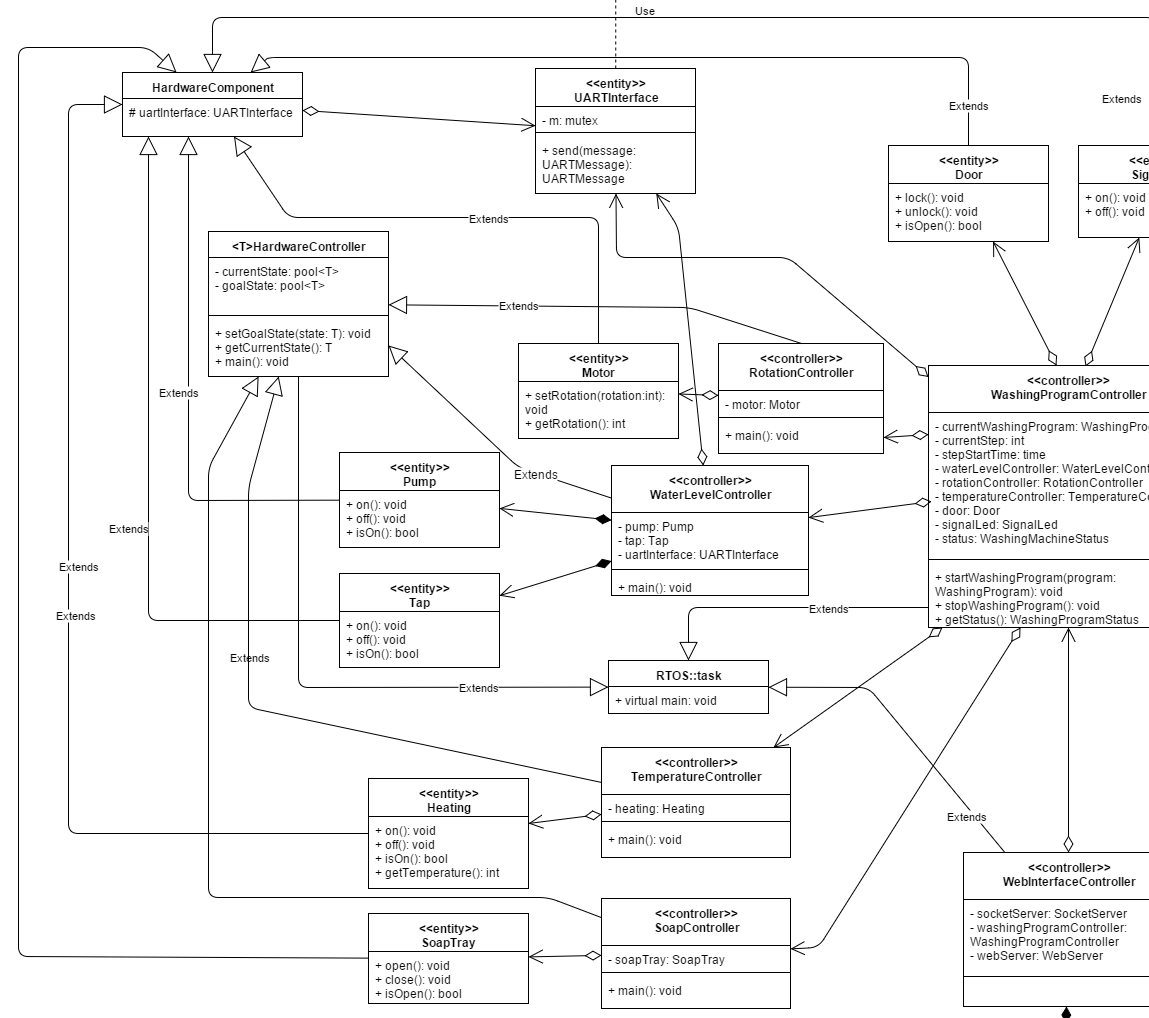 Use
HardwareComponent
# uartInterface: UARTInterface
<<entity>>
UARTInterface
- m: mutex
+ send(message:
UARTMessage):
UARTMessage
Extends
Extends
<<entity>>
Door
+ lock(): void
+ unlock(): void
+ isOpen(): bool
<<e
Sig
+ on(): void
+ off(): void
Extends
<T>HardwareController
- currentState: pool<T>
- goalState: pool<T>
+ setGoalState(state: T): void
+ getCurrentState(): T
+ main(): void
Extends
<<entity>>
Motor
+ setRotation(rotation:int):
void
+ getRotation(): int
<<controller>>
RotationController
- motor: Motor
+ main(): void
<<controller>>
WashingProgramController
- currentWashingProgram: WashingPro
- currentStep: int
- stepStartTime: time
- waterLevelController: WaterLevelCont
- rotationController: RotationController
- temperatureController: TemperatureC
- door: Door
- signalLed: SignalLed
- status: WashingMachineStatus
+ startWashingProgram(program:
WashingProgram): void
+ stopWashingProgram(): void
+ getStatus(): WashingProgramStatus
Extends
<<entity>>
Pump
+ on(): void
+ off(): void
+ isOn(): bool
Extends
<<controller>>
WaterLevelController
- pump: Pump
- tap: Tap
- uartInterface: UARTInterface
+ main(): void
Extends
Extends
<<entity>>
Tap
+ on(): void
+ off(): void
+ isOn(): bool
Extends
Extends
Extends
Extends
RTOS::task
+ virtual main: void
<<controller>>
TemperatureController
- heating: Heating
+ main(): void
<<entity>>
Heating
+ on(): void
+ off(): void
+ isOn(): bool
+ getTemperature(): int
Extends
<<controller>>
WebInterfaceController
- socketServer: SocketServer
- washingProgramController:
WashingProgramController
- webServer: WebServer
<<controller>>
SoapController
- soapTray: SoapTray
+ main(): void
<<entity>>
SoapTray
+ open(): void
+ close(): void
+ isOpen(): bool